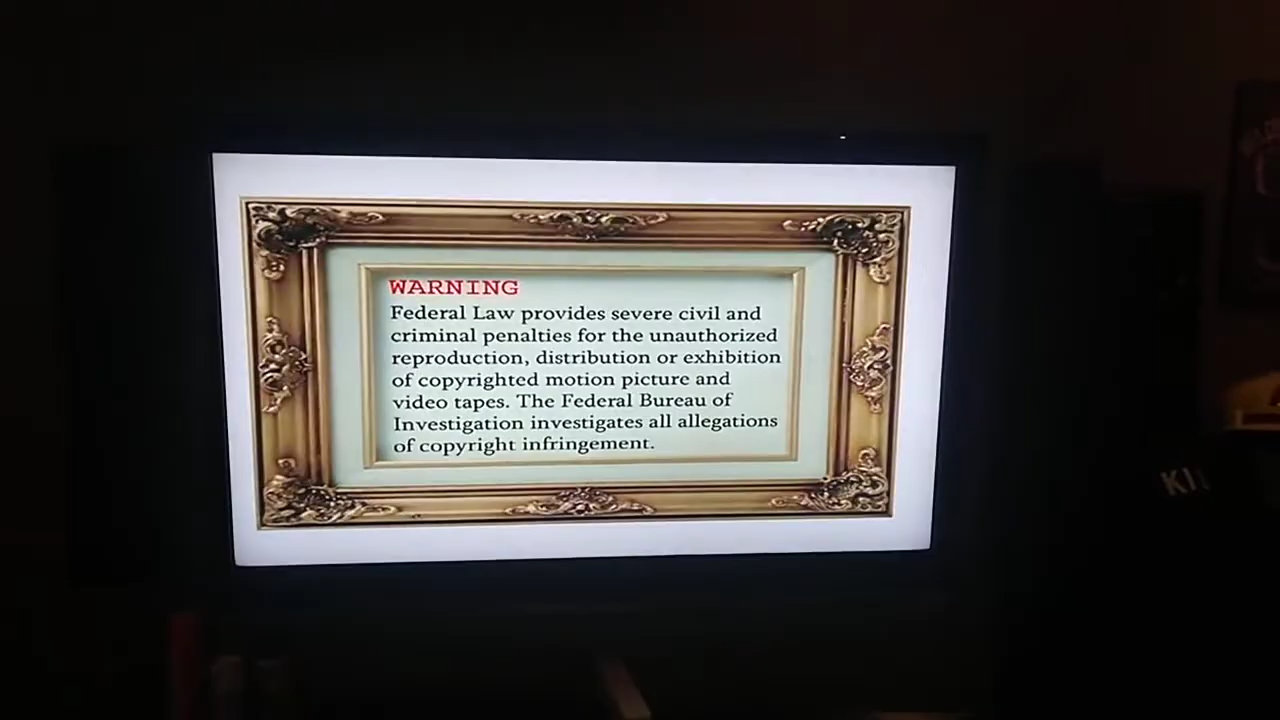 WARNING
Federal Law provides severe civil and
criminal penalties for the unauthorized
reproduction, distribution or exhibition
of copyrighted motion picture and
video tapes. The Federal Bureau of
Investigation investigates all allegations
of copyright infringement.